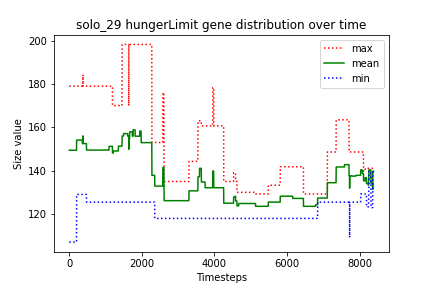 solo_29 hungerLimit gene distribution over time
max
mean
min
Size value
200
180
160
140
120
0
2000
4000
6000
8000
Timesteps